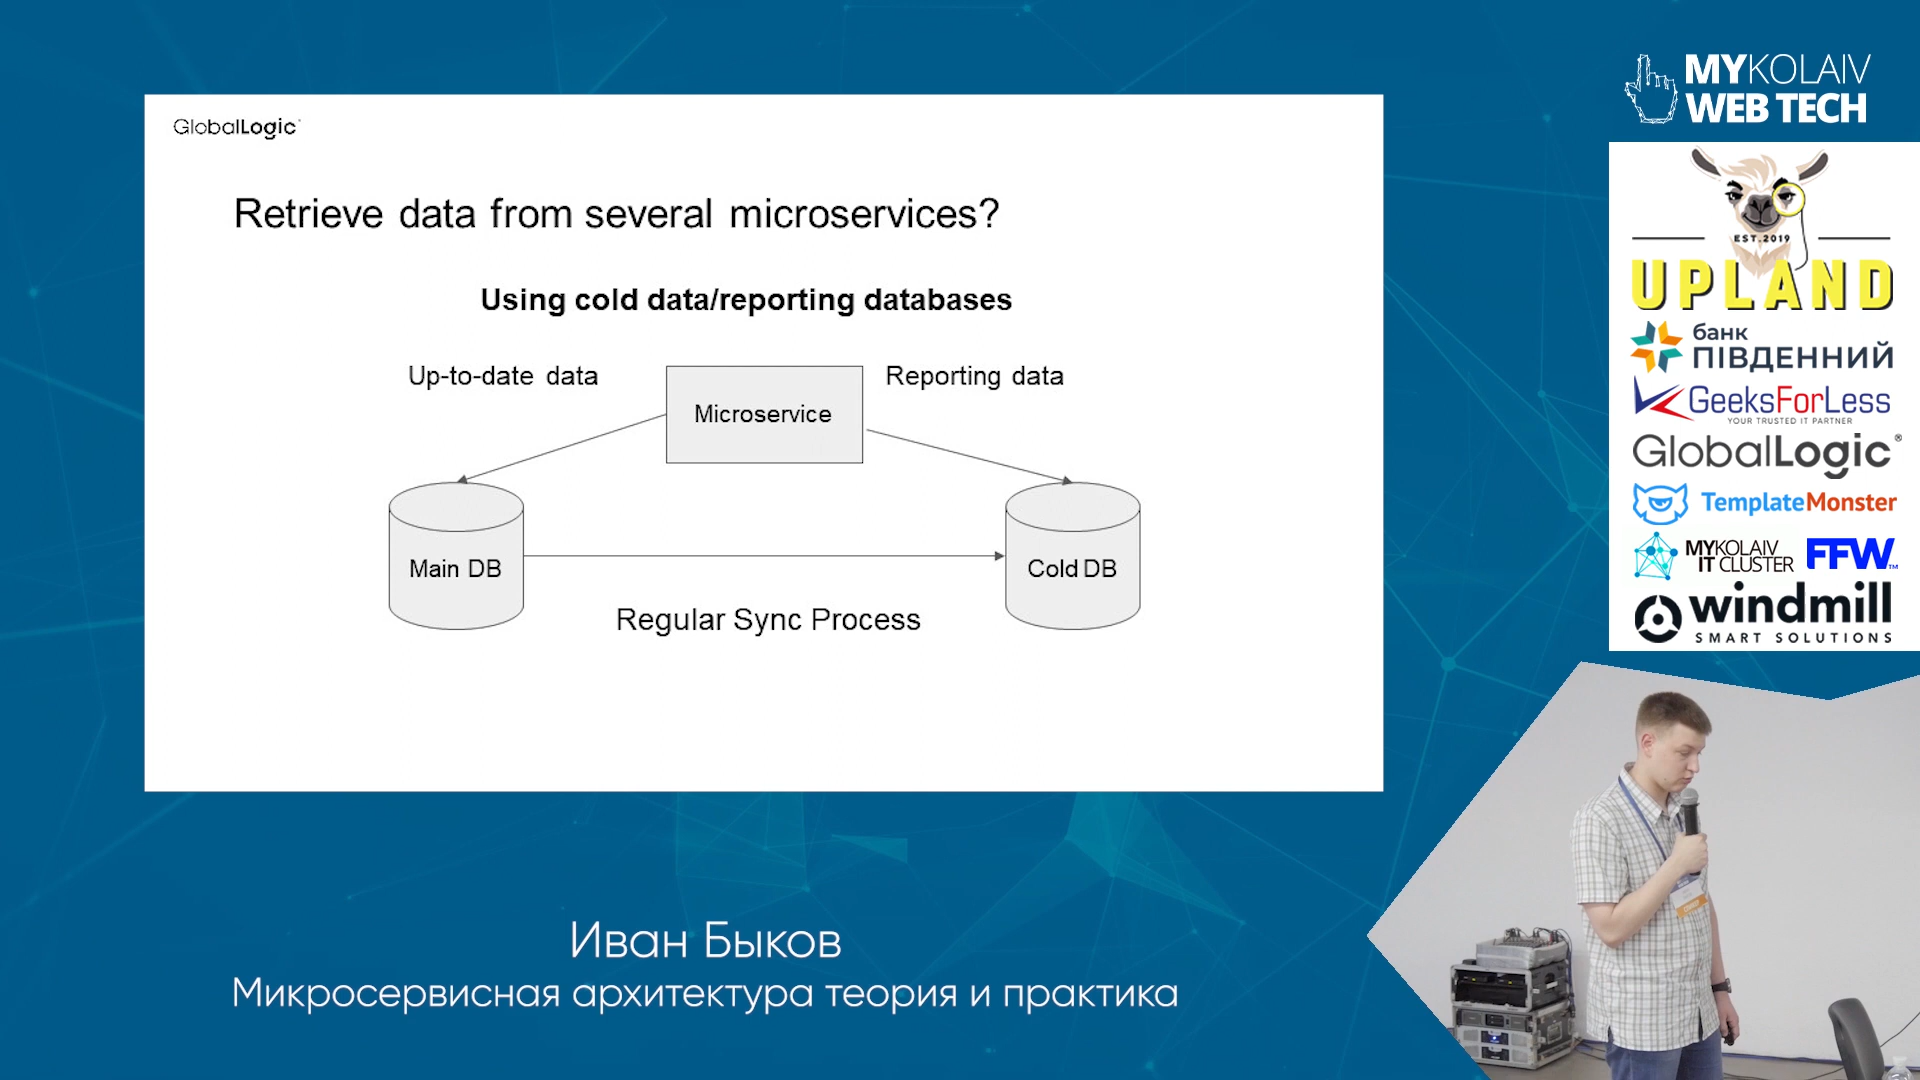 GlobalLogic
Retrieve data from several microservices?
Using cold data/reporting databases
Up-to-date data
Microservice
Reporting data
Main DB
Cold DB
Regular Sync Process
Иван Быков
Микросервисная архитектура теория и практика
MYKOLAIV
WEB TECH
EST.2019
UPLAND
банк
ПІВДЕННИЙ
GeeksForLess
YOUR TRUSTED IT PARTNER
GlobalLogic®
TemplateMonster
MYKOLAIV
IT CLUSTER
FFW™
windmill
SMART SOLUTIONS